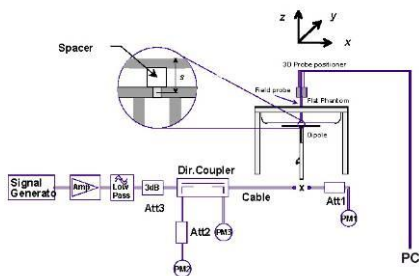 z
y
x
3D Probe positioner
Spacer
s
Field probe
Flat Phantom
Dipole
Dir.Coupler
Signal
Generato
Amp
Low
Pass
3dB
Cable
x
Att1
Att3
Att2
PM3
PM1
PM2
PC